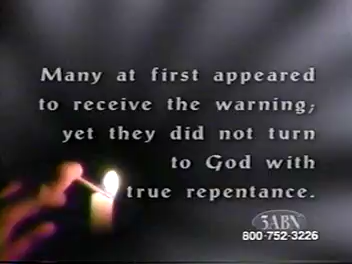 Many at first appeared
to receive the warning;
yet they did not turn
to God with
true repentance.
3ABN
800-752-3226